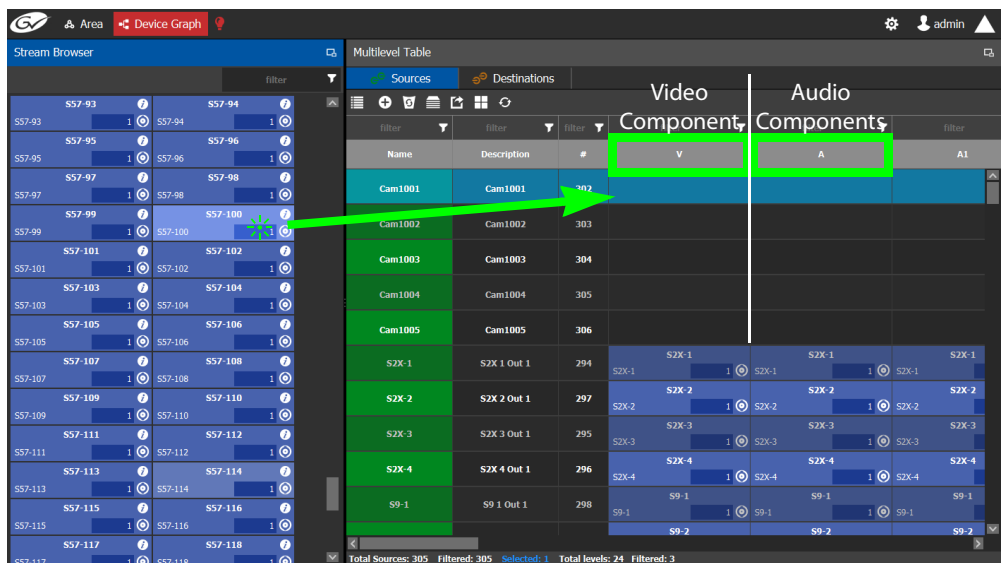 GV Area Device Graph admin
Stream Browser
filter
S57-93 S57-94
S57-93 1 S57-94 1
S57-95 S57-96
S57-95 1 S57-96 1
S57-97 S57-98
S57-97 1 S57-98 1
S57-99 S57-100
S57-99 1 S57-100 1
S57-101 S57-102
S57-101 1 S57-102 1
S57-103 S57-104
S57-103 1 S57-104 1
S57-105 S57-106
S57-105 1 S57-106 1
S57-107 S57-108
S57-107 1 S57-108 1
S57-109 S57-110
S57-109 1 S57-110 1
S57-111 S57-112
S57-111 1 S57-112 1
S57-113 S57-114
S57-113 1 S57-114 1
S57-115 S57-116
S57-115 1 S57-116 1
S57-117 S57-118
S57-117 1 S57-118 1
Multilevel Table
Sources Destinations
Video Component
Audio Components
filter filter filter filter
Name Description # V A A1
Cam1001 Cam1001 302
Cam1002 Cam1002 303
Cam1003 Cam1003 304
Cam1004 Cam1004 305
Cam1005 Cam1005 306
S2X-1 S2X 1 Out 1 294 S2X-1 S2X-1 S2X-1
S2X-1 1 S2X-1 1 S2X-1
S2X-2 S2X 2 Out 1 297 S2X-2 S2X-2 S2X-2
S2X-2 1 S2X-2 1 S2X-2
S2X-3 S2X 3 Out 1 295 S2X-3 S2X-3 S2X-3
S2X-3 1 S2X-3 1 S2X-3
S2X-4 S2X 4 Out 1 296 S2X-4 S2X-4 S2X-4
S2X-4 1 S2X-4 1 S2X-4
S9-1 S9 1 Out 1 298 S9-1 S9-1 S9-1
S9-1 1 S9-1 1 S9-1
S9-2 S9-2 S9-2
Total Sources: 305 Filtered: 305 Selected: 1 Total levels: 24 Filtered: 3